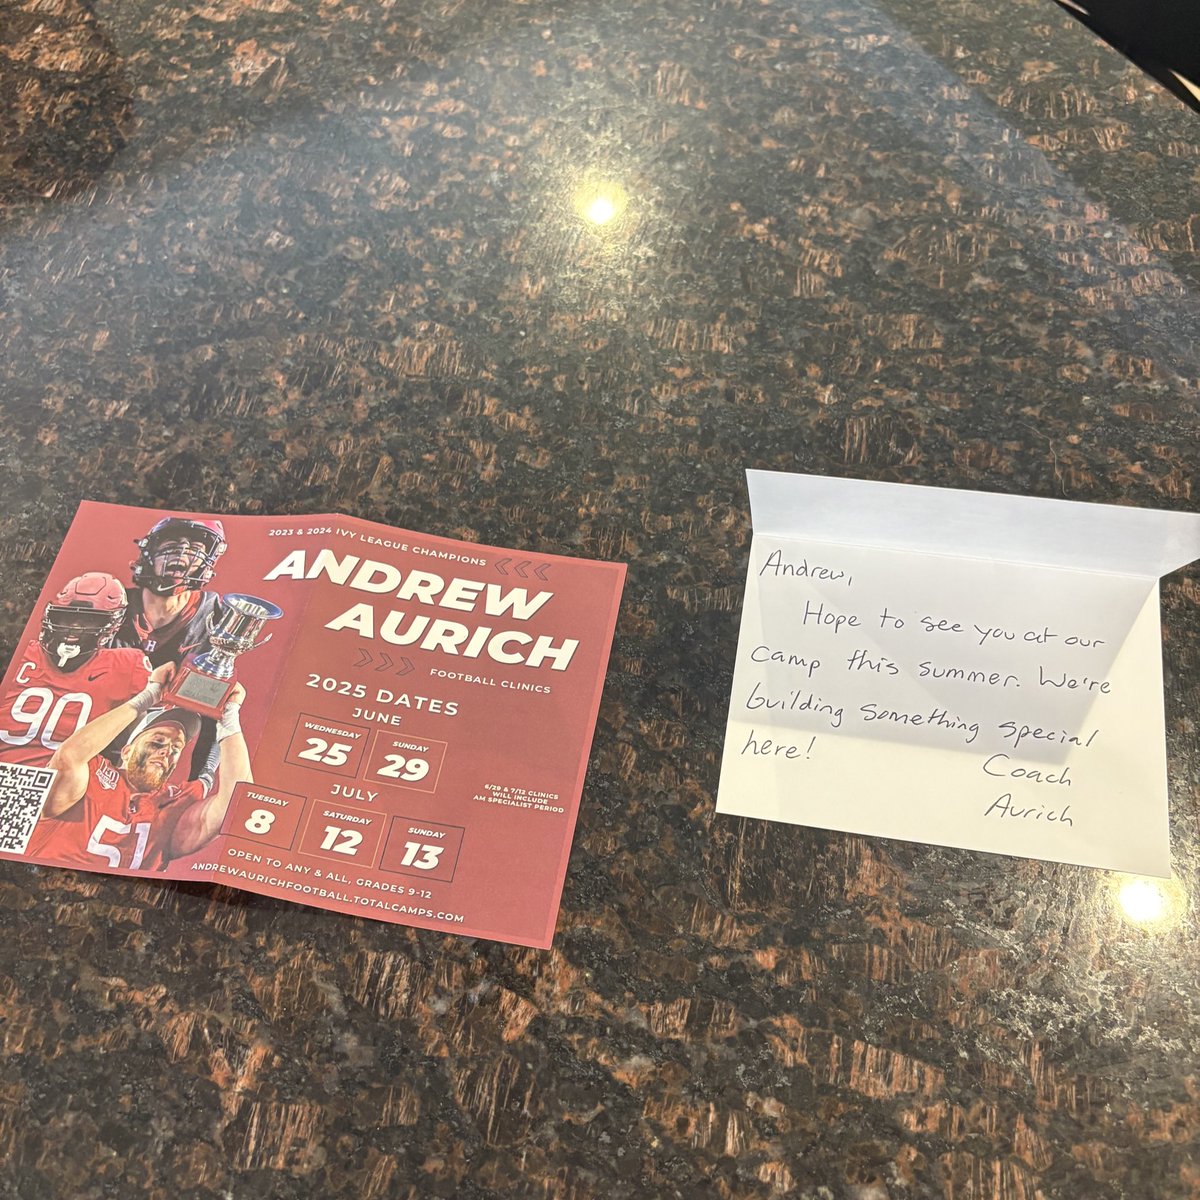 2023 & 2024 IVY LEAGUE CHAMPIONS
ANDREW
AURICH
FOOTBALL CLINICS
2025 DATES
JUNE
WEDNESDAY
25
SUNDAY
29
6/29 & 7/12 CLINICS
WILL INCLUDE
AM SPECIALIST PERIOD
JULY
TUESDAY
8
SATURDAY
12
SUNDAY
13
OPEN TO ANY & ALL, GRADES 9-12
ANDREWAURICHFOOTBALL.TOTALCAMPS.COM
C
90
H
51
Andrew,
Hope to see you at our
camp this summer. We're
building something special
here!
Coach
Aurich